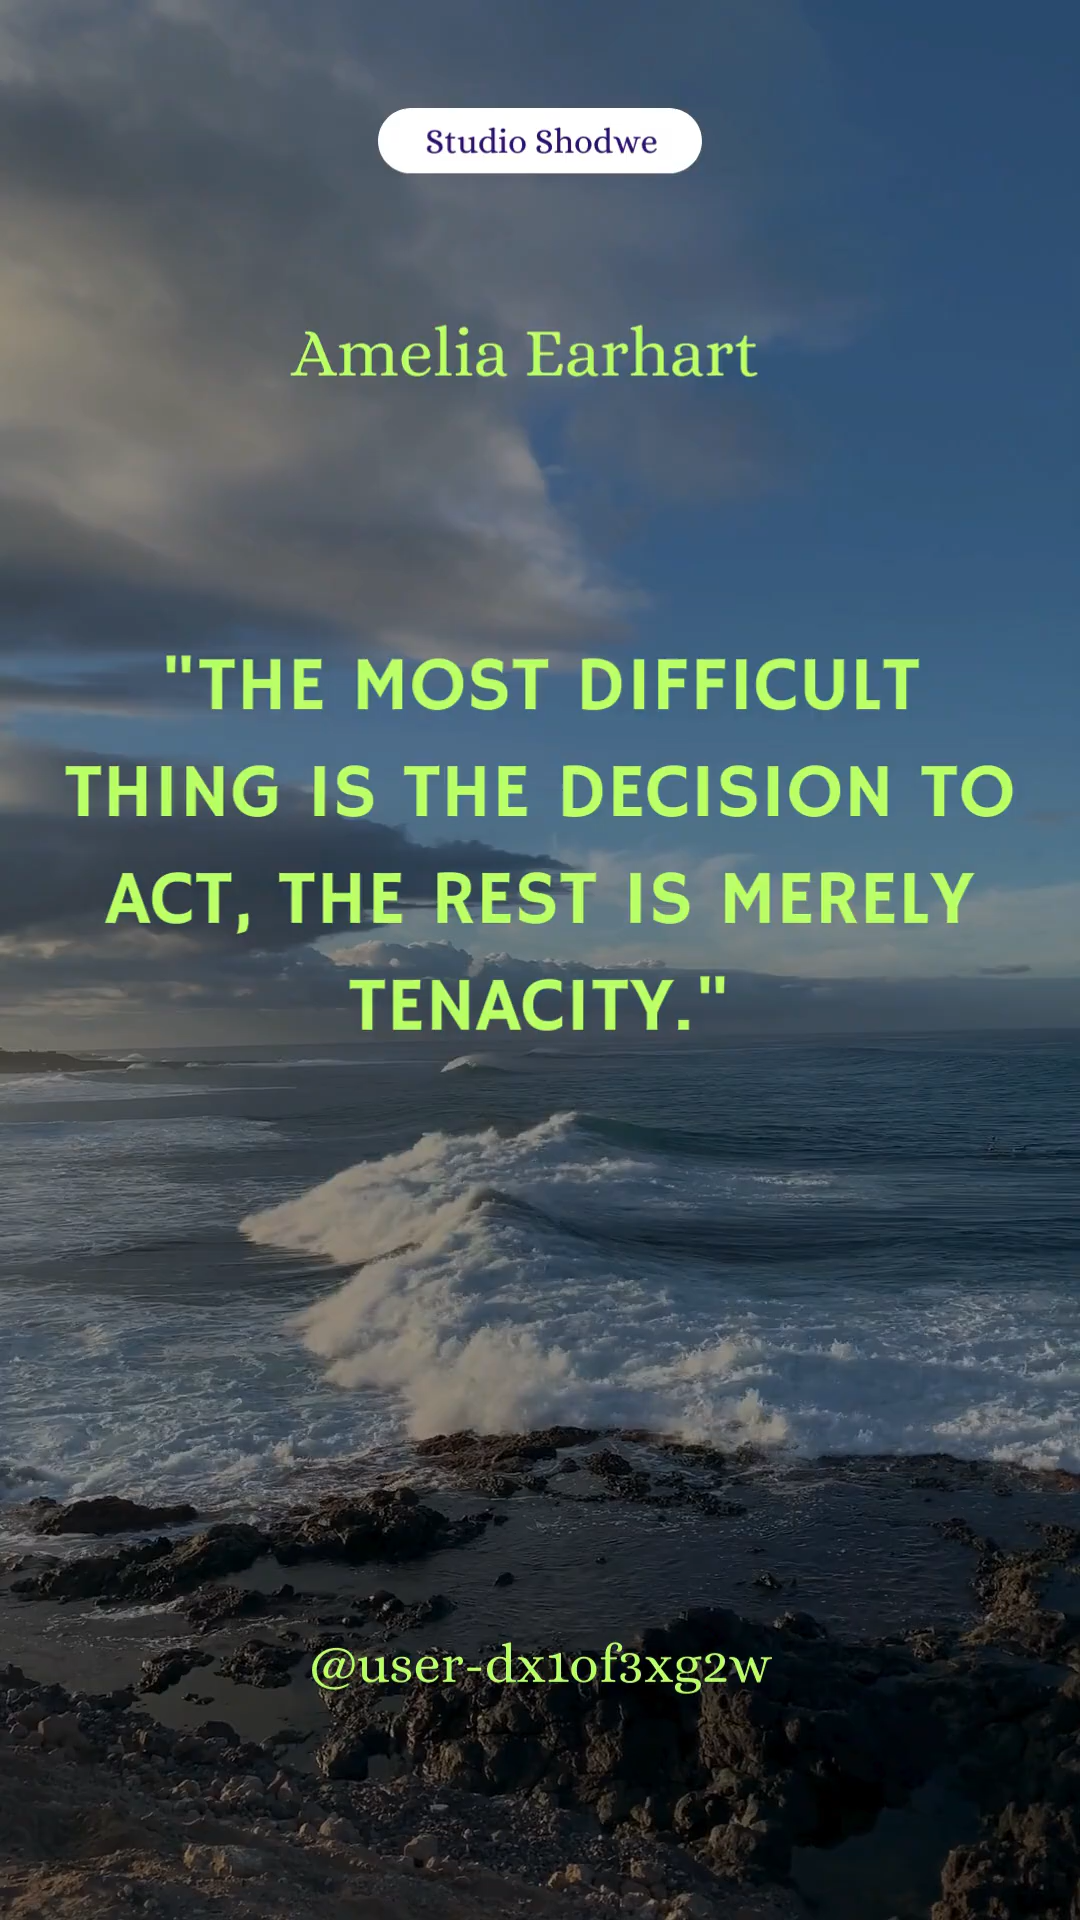 Studio Shodwe
Amelia Earhart
"THE MOST DIFFICULT
THING IS THE DECISION TO
ACT, THE REST IS MERELY
TENACITY."
@user-dx1of3xg2w